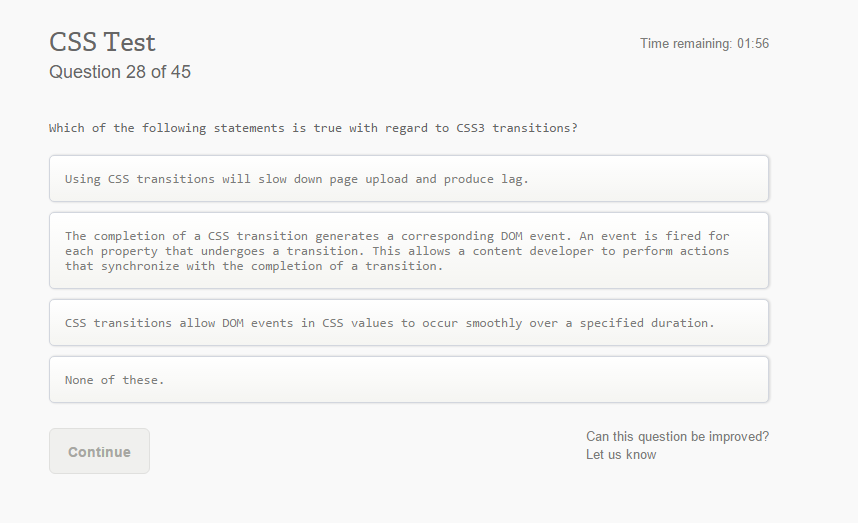 CSS Test
Time remaining: 01:56
Question 28 of 45
Which of the following statements is true with regard to CSS3 transitions?
Using CSS transitions will slow down page upload and produce lag.
The completion of a CSS transition generates a corresponding DOM event. An event is fired for
each property that undergoes a transition. This allows a content developer to perform actions
that synchronize with the completion of a transition.
CSS transitions allow DOM events in CSS values to occur smoothly over a specified duration.
None of these.
Continue
Can this question be improved?
Let us know